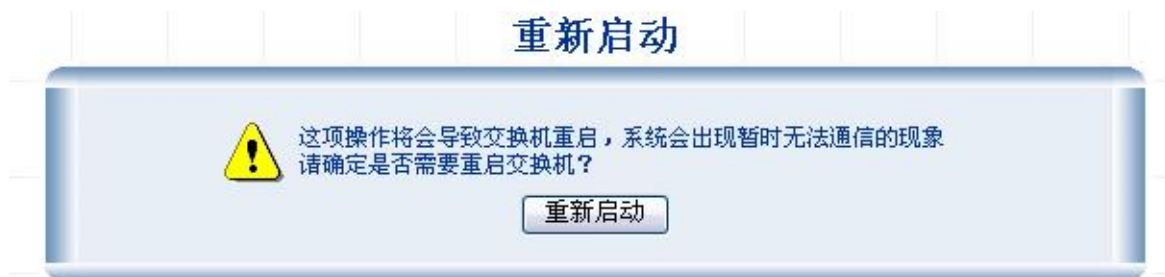 重新启动
这项操作将会导致交换机重启，系统会出现暂时无法通信的现象
请确定是否需要重启交换机？
重新启动